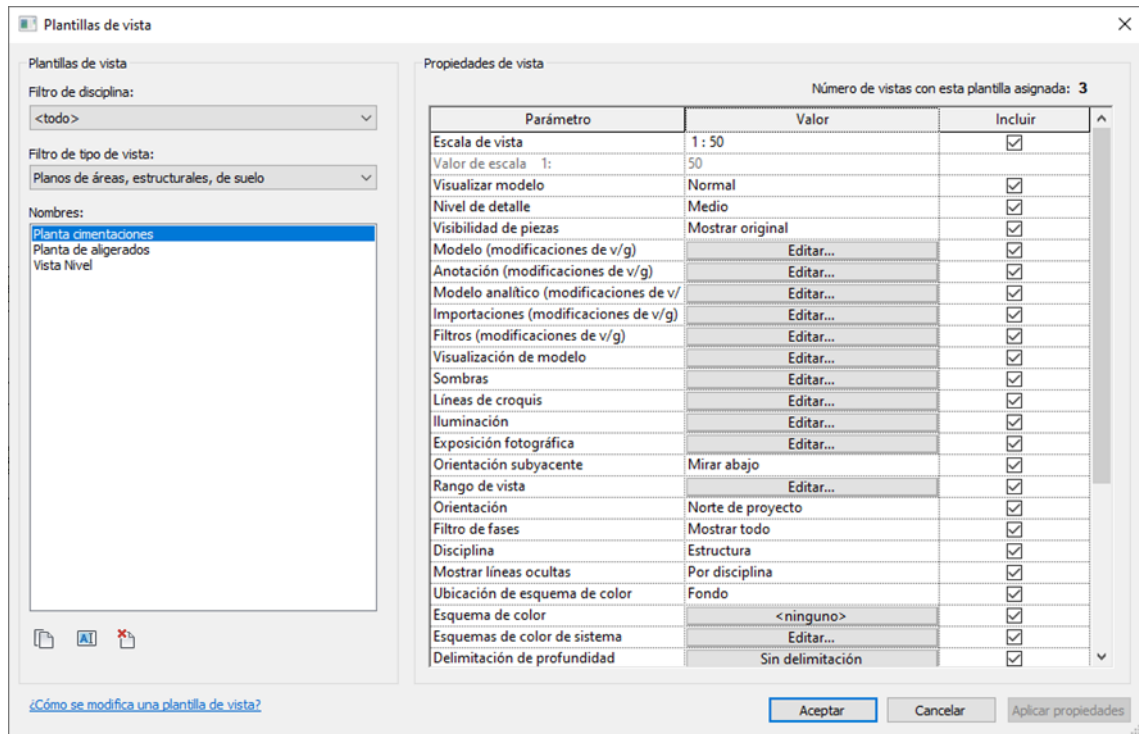 Plantillas de vista
Plantillas de vista
Filtro de disciplina:
<todo>
Filtro de tipo de vista:
Planos de áreas, estructurales, de suelo
Nombres:
Planta cimentaciones
Planta de aligerados
Vista Nivel
¿Cómo se modifica una plantilla de vista?
Propiedades de vista
Número de vistas con esta plantilla asignada: 3
Parámetro Valor Incluir
Escala de vista 1 : 50
Valor de escala 1: 50
Visualizar modelo Normal
Nivel de detalle Medio
Visibilidad de piezas Mostrar original
Modelo (modificaciones de v/g) Editar...
Anotación (modificaciones de v/g) Editar...
Modelo analítico (modificaciones de v/ Editar...
Importaciones (modificaciones de v/g) Editar...
Filtros (modificaciones de v/g) Editar...
Visualización de modelo Editar...
Sombras Editar...
Líneas de croquis Editar...
Iluminación Editar...
Exposición fotográfica Editar...
Orientación subyacente Mirar abajo
Rango de vista Editar...
Orientación Norte de proyecto
Filtro de fases Mostrar todo
Disciplina Estructura
Mostrar líneas ocultas Por disciplina
Ubicación de esquema de color Fondo
Esquema de color <ninguno>
Esquemas de color de sistema Editar...
Delimitación de profundidad Sin delimitación
Aceptar Cancelar Aplicar propiedades